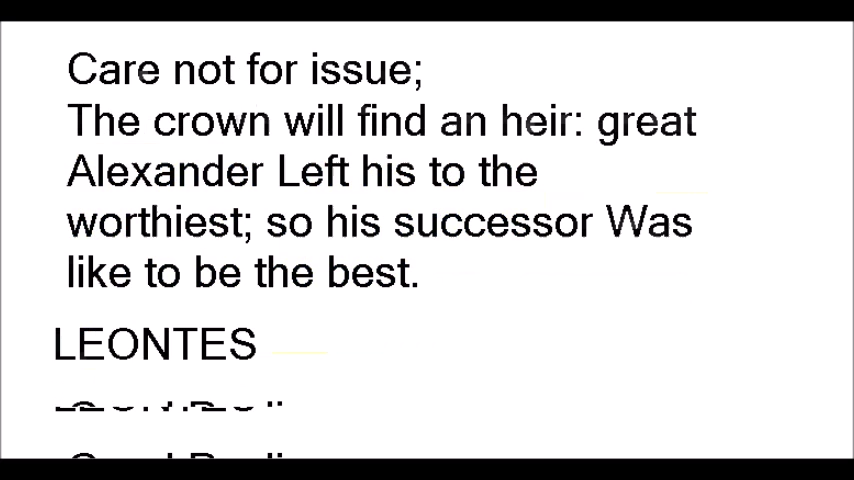 Care not for issue;
The crown will find an heir: great
Alexander Left his to the
worthiest; so his successor Was
like to be the best.
LEONTES